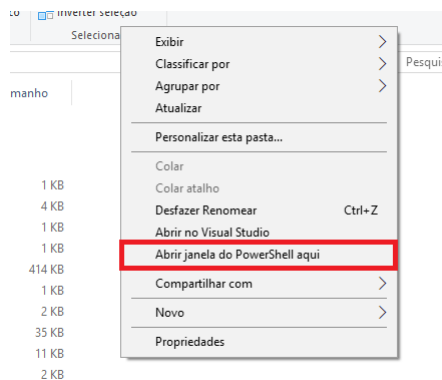 co
Inverter seleção
Seleciona
Pesqui
manho
Exibir
Classificar por
Agrupar por
Atualizar
Personalizar esta pasta...
Colar
Colar atalho
Desfazer Renomear Ctrl+Z
Abrir no Visual Studio
Abrir janela do PowerShell aqui
Compartilhar com
Novo
Propriedades
1 KB
4 KB
1 KB
1 KB
414 KB
1 KB
2 KB
35 KB
11 KB
2 KB